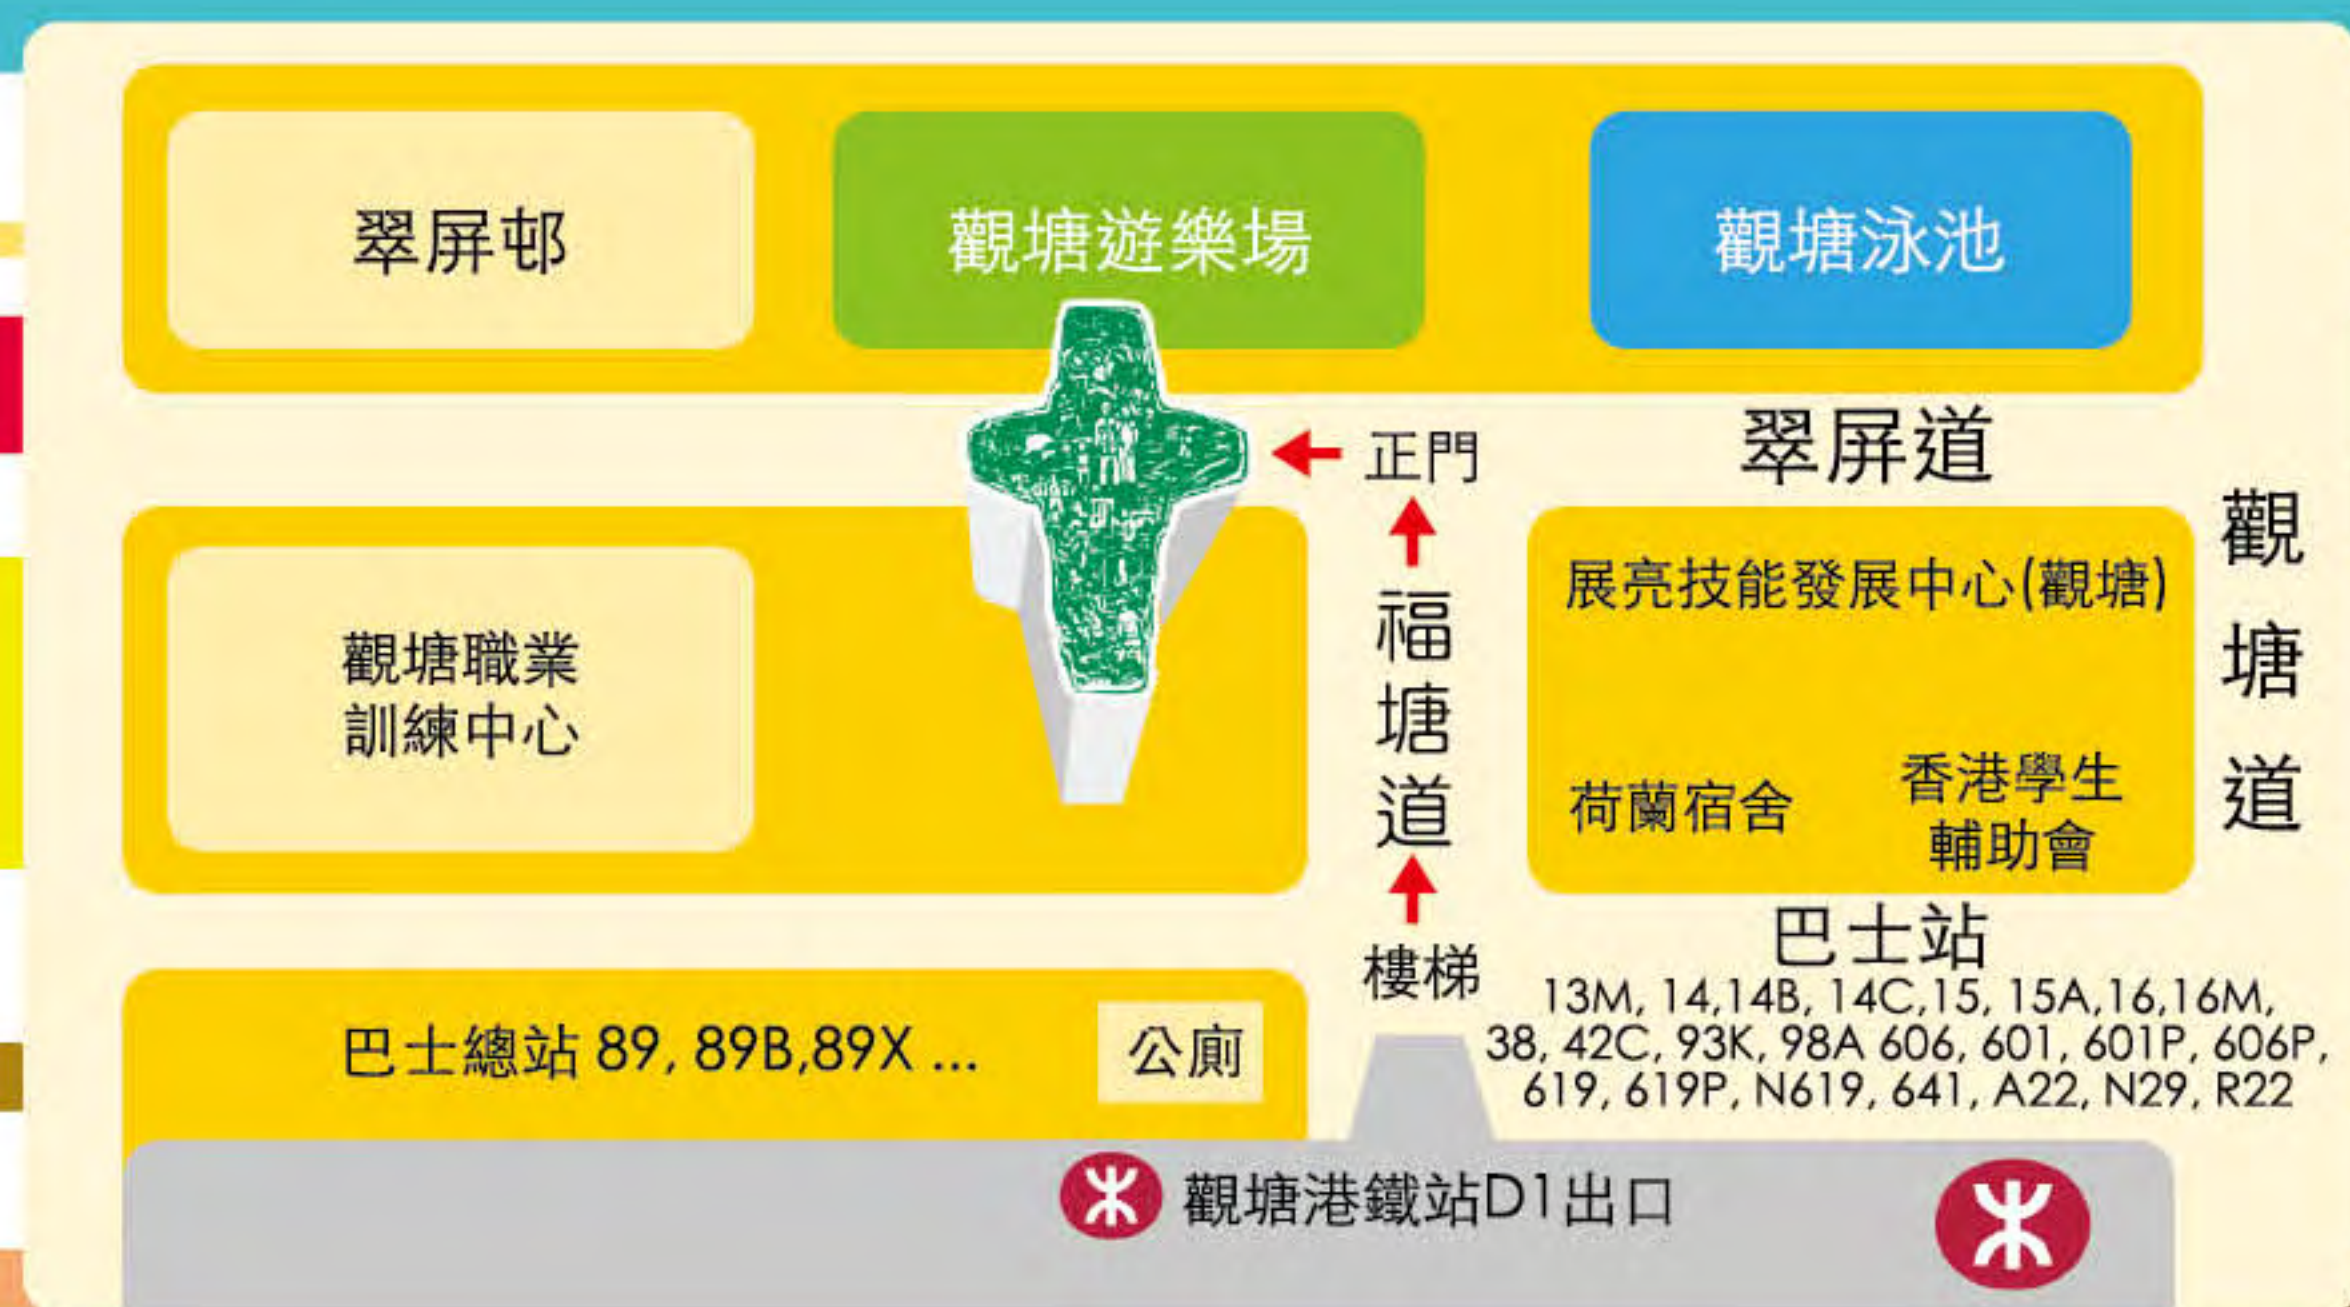 翠屏邨
觀塘遊樂場
觀塘泳池
正門
翠屏道
觀塘道
展亮技能發展中心(觀塘)
觀塘職業
訓練中心
福塘道
荷蘭宿舍
香港學生
輔助會
樓梯
巴士站
13M, 14,14B, 14C,15, 15A,16,16M,
38, 42C, 93K, 98A 606, 601, 601P, 606P,
619, 619P, N619, 641, A22, N29, R22
巴士總站 89, 89B,89X ...
公廁
觀塘港鐵站D1出口